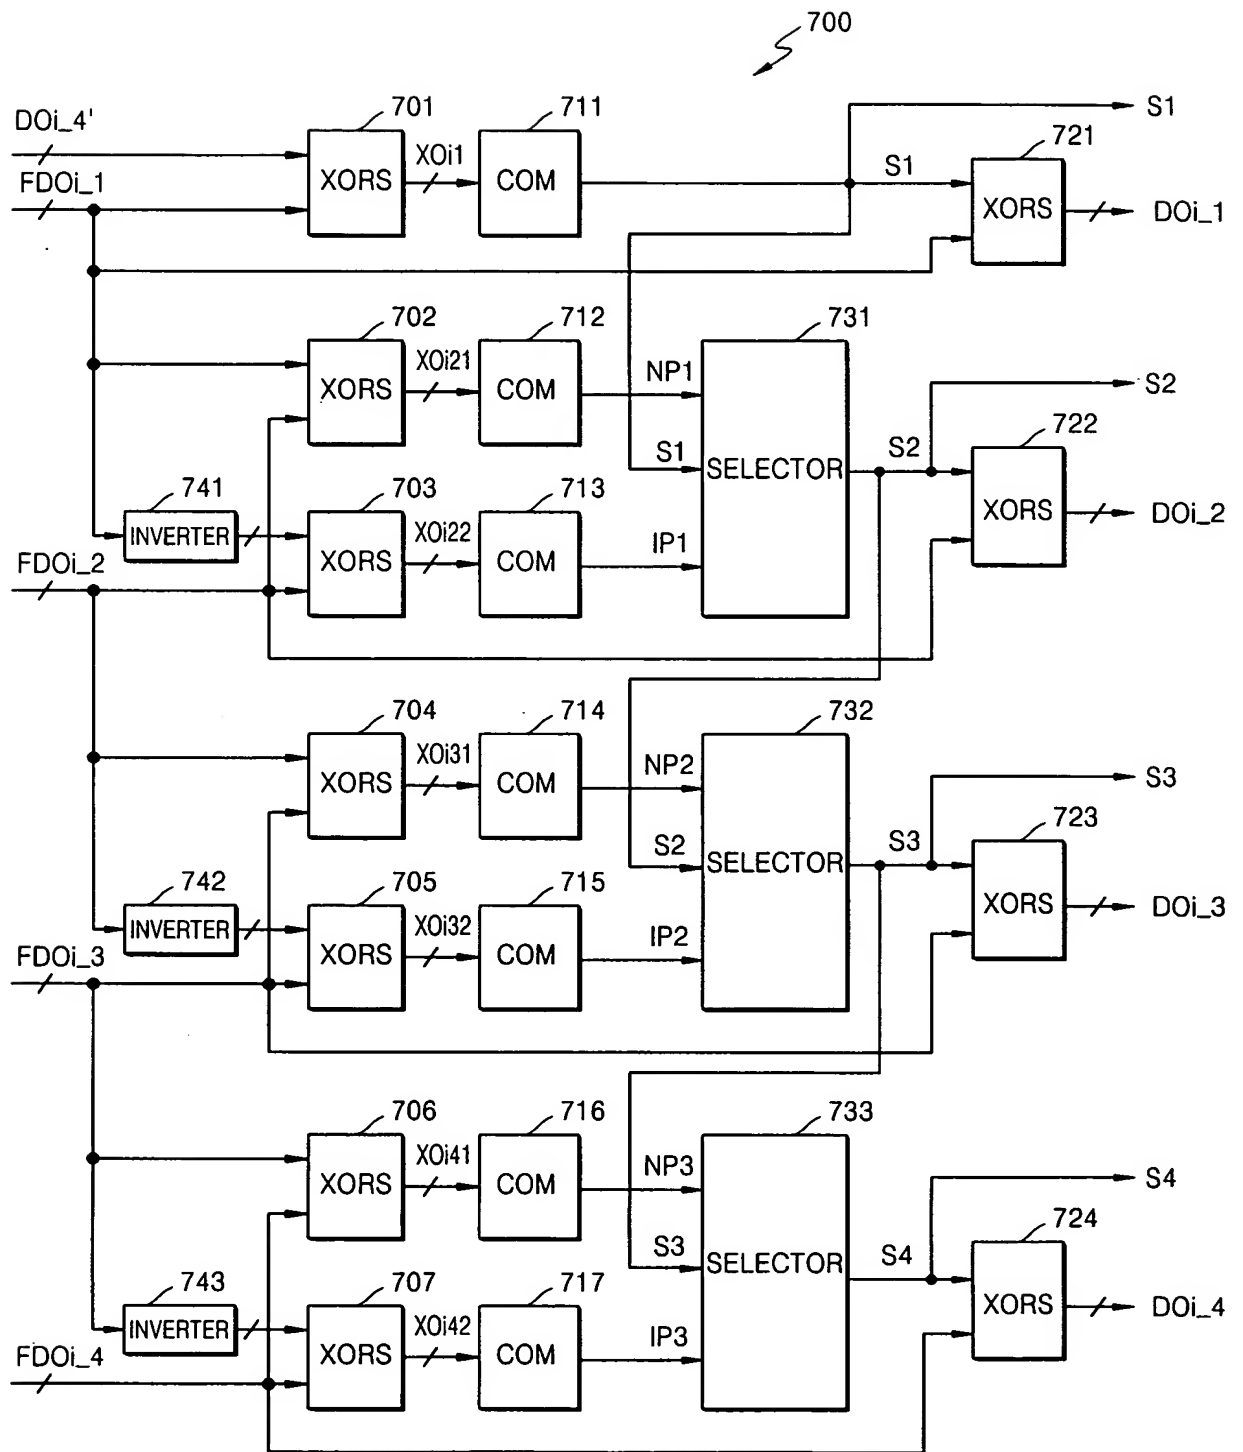 700
DOi_4'
701
711
S1
XORS
XOi1
COM
721
FDOi_1
S1
XORS
DOi_1
702
712
731
XORS
XOi21
COM
NP1
S2
722
S1
SELECTOR
S2
741
703
713
XORS
DOi_2
INVERTER
XORS
XOi22
COM
IP1
FDOi_2
704
714
732
XORS
XOi31
COM
NP2
S3
723
S2
SELECTOR
S3
742
705
715
XORS
DOi_3
INVERTER
XORS
XOi32
COM
IP2
FDOi_3
706
716
733
XORS
XOi41
COM
NP3
S4
724
S3
SELECTOR
S4
743
707
717
XORS
DOi_4
INVERTER
XORS
XOi42
COM
IP3
FDOi_4